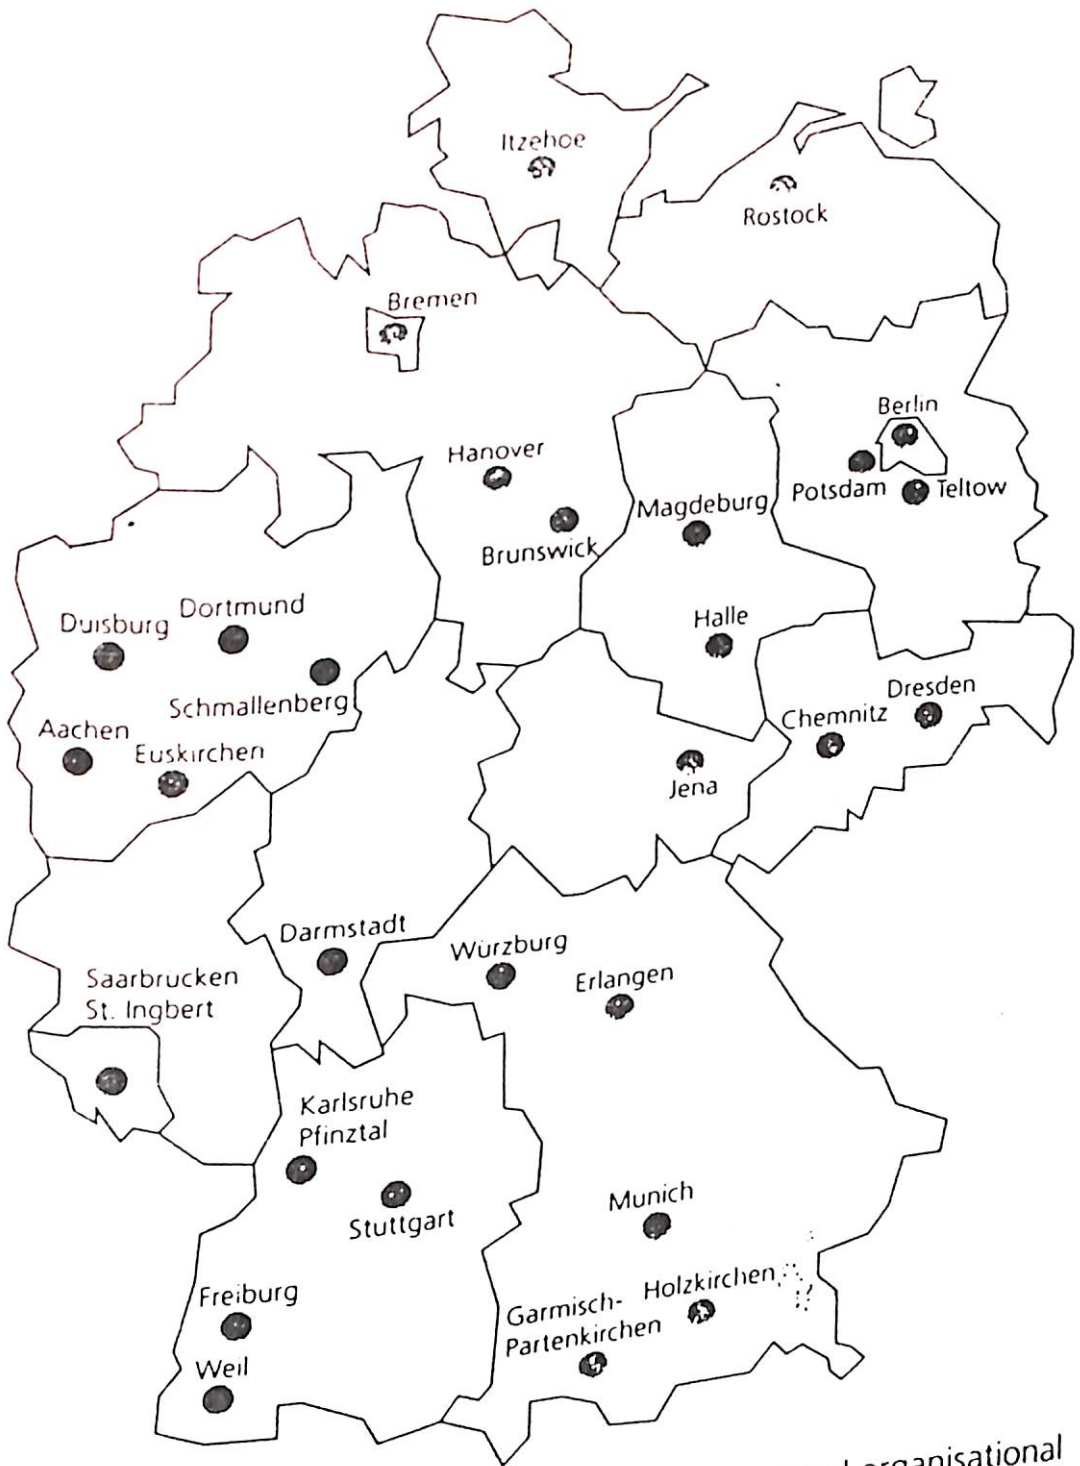 Itzehoe
Rostock
Bremen
Berlin
Hanover
Potsdam
Teltow
Magdeburg
Brunswick
Dortmund
Duisburg
Halle
Schmallenberg
Dresden
Chemnitz
Aachen
Euskirchen
Jena
Darmstadt
Würzburg
Erlangen
Saarbrucken
St. Ingbert
Karlsruhe
Pfinztal
Stuttgart
Munich
Holzkirchen
Garmisch-
Partenkirchen
Freiburg
Weil
organisational